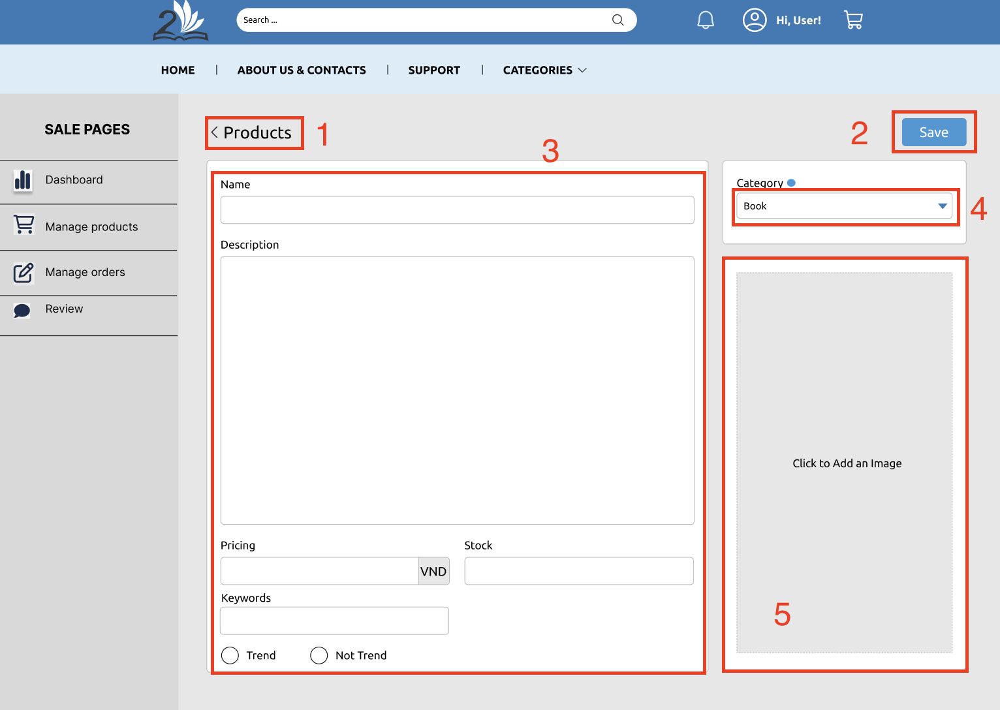 2
Search ...
Hi, User!
HOME | ABOUT US & CONTACTS | SUPPORT | CATEGORIES
SALE PAGES
Dashboard
Manage products
Manage orders
Review
Products
1
2
Save
3
Name
Description
Pricing
Stock
VND
Keywords
Trend
Not Trend
Category
Book
4
Click to Add an Image
5